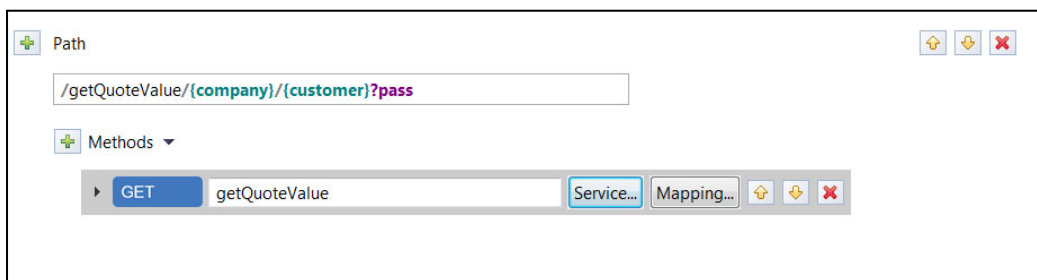 Path
/getQuoteValue/{company}/{customer}?pass
Methods
GET getQuoteValue Service... Mapping...